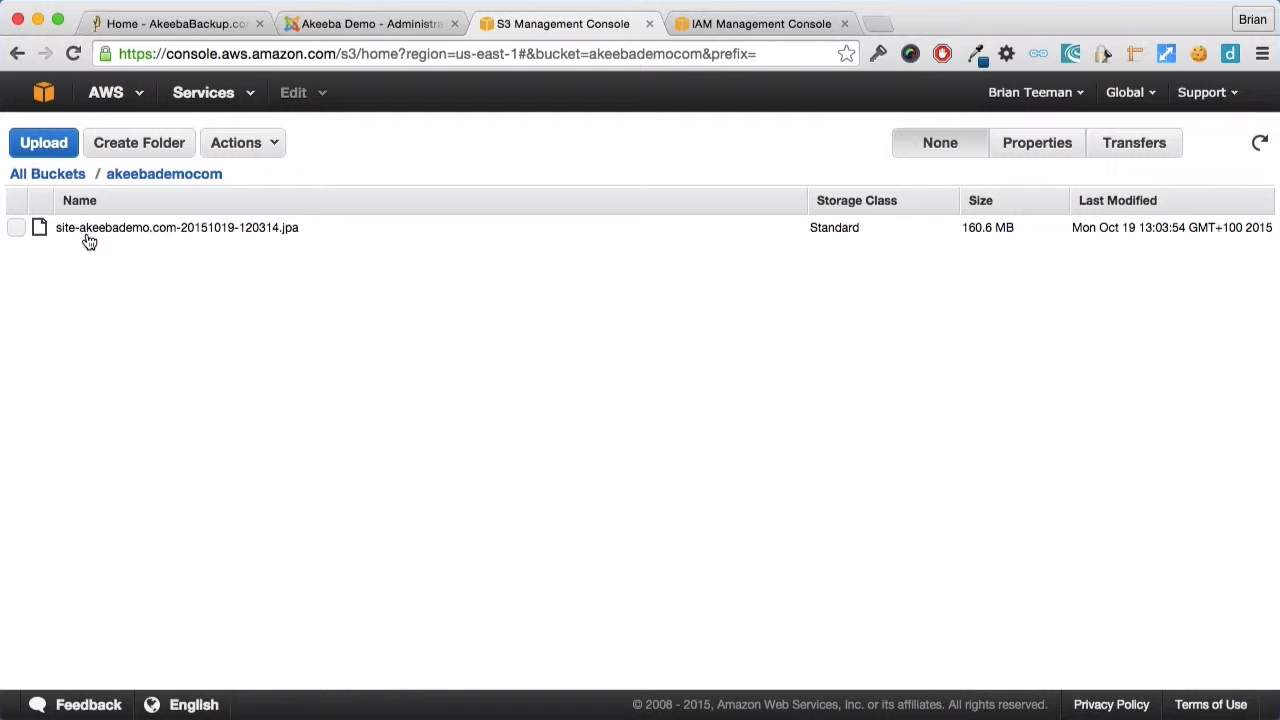 Home - AkeebaBackup.co
Akeeba Demo - Administra
S3 Management Console
IAM Management Console
Brian
https://console.aws.amazon.com/s3/home?region=us-east-1#&bucket=akeebademocom&prefix=
AWS Services Edit Brian Teeman Global Support
Upload Create Folder Actions None Properties Transfers
All Buckets / akeebademocom
Name Storage Class Size Last Modified
site-akeebademo.com-20151019-120314.jpa Standard 160.6 MB Mon Oct 19 13:03:54 GMT+100 2015
Feedback English © 2008 - 2015, Amazon Web Services, Inc. or its affiliates. All rights reserved. Privacy Policy Terms of Use